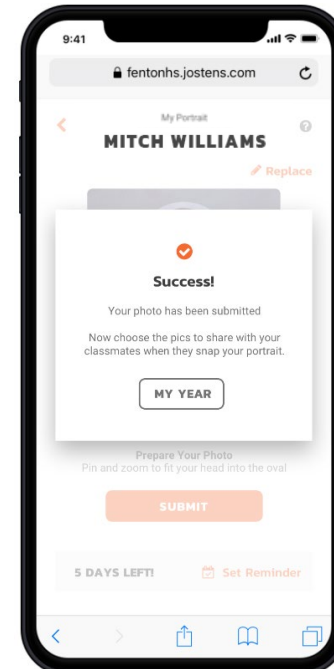 9:41
fentonhs.jostens.com
My Portrait
MITCH WILLIAMS
Replace
Success!
Your photo has been submitted
Now choose the pics to share with your
classmates when they snap your portrait.
MY YEAR
Prepare Your Photo
Pin and zoom to fit your head into the oval
SUBMIT
5 DAYS LEFT!
Set Reminder